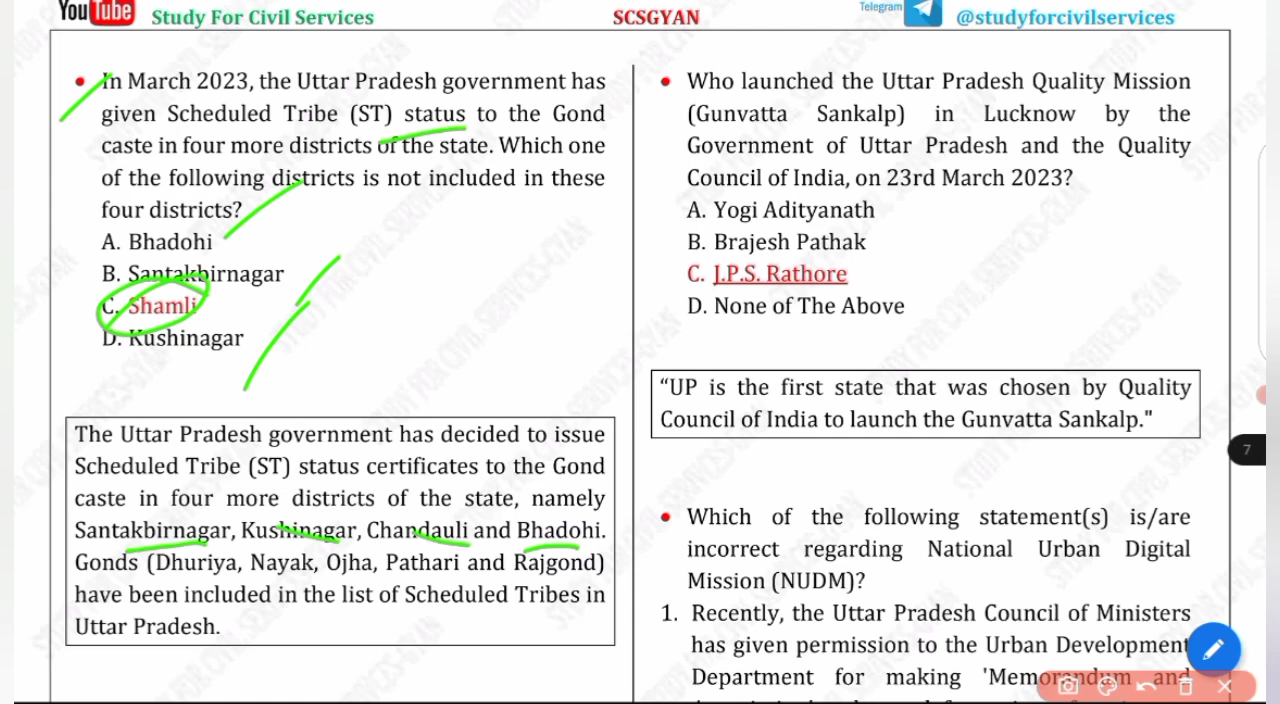 YouTube Study For Civil Services
SCSGYAN
Telegram
@studyforcivilservices
• In March 2023, the Uttar Pradesh government has
given Scheduled Tribe (ST) status to the Gond
caste in four more districts of the state. Which one
of the following districts is not included in these
four districts?
A. Bhadohi
B. Santakbirnagar
C. Shamli
D. Kushinagar
The Uttar Pradesh government has decided to issue
Scheduled Tribe (ST) status certificates to the Gond
caste in four more districts of the state, namely
Santakbirnagar, Kushinagar, Chandauli and Bhadohi.
Gonds (Dhuriya, Nayak, Ojha, Pathari and Rajgond)
have been included in the list of Scheduled Tribes in
Uttar Pradesh.
• Who launched the Uttar Pradesh Quality Mission
(Gunvatta Sankalp) in Lucknow by the
Government of Uttar Pradesh and the Quality
Council of India, on 23rd March 2023?
A. Yogi Adityanath
B. Brajesh Pathak
C. J.P.S. Rathore
D. None of The Above
“UP is the first state that was chosen by Quality
Council of India to launch the Gunvatta Sankalp."
7
• Which of the following statement(s) is/are
incorrect regarding National Urban Digital
Mission (NUDM)?
1. Recently, the Uttar Pradesh Council of Ministers
has given permission to the Urban Development
Department for making 'Memorandum and